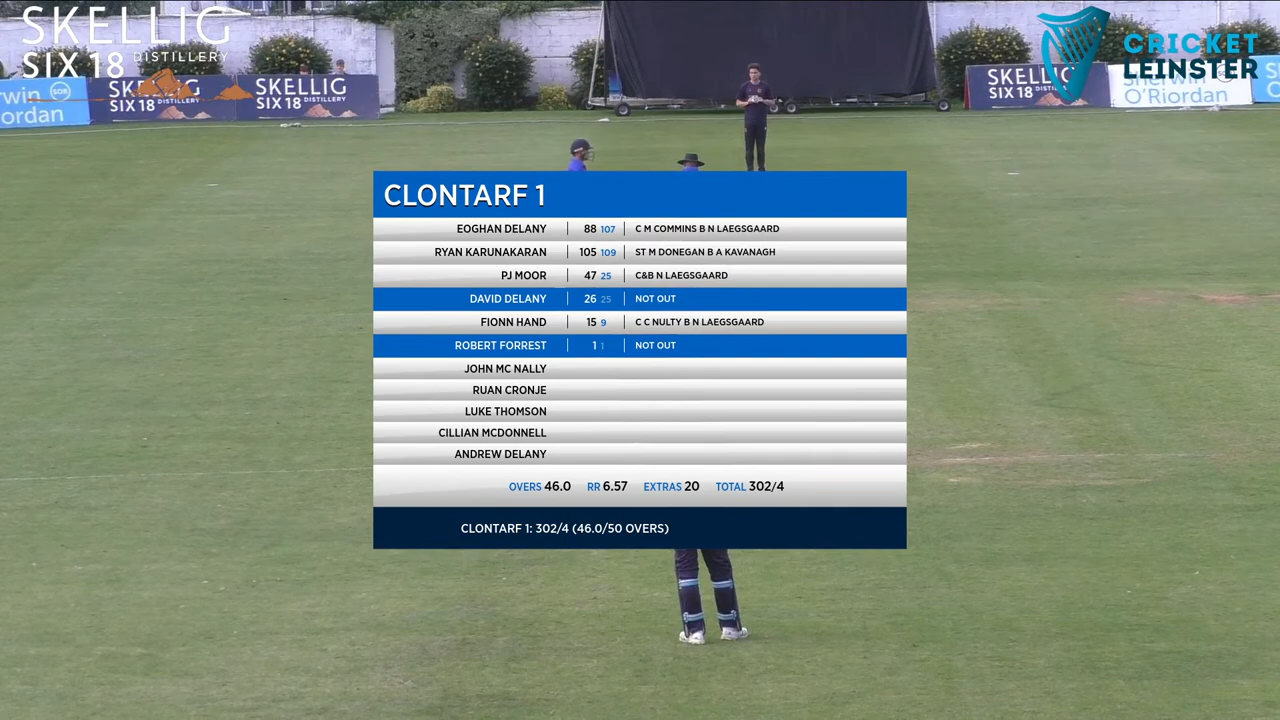 SKELLIG
SIX 18 DISTILLERY
CRICKET
LEINSTER
SKELLIG
SIX 18 DISTILLERY
SKELLIG
SIX 18 DISTILLERY
SKELLIG
SIX 18 DISTILLERY
Sherwin
O'Riordan
rwin SOR
ordan
CLONTARF 1
EOGHAN DELANY 88 107 C M COMMINS B N LAEGSGAARD
RYAN KARUNAKARAN 105 109 ST M DONEGAN B A KAVANAGH
PJ MOOR 47 25 C&B N LAEGSGAARD
DAVID DELANY 26 25 NOT OUT
FIONN HAND 15 9 C C NULTY B N LAEGSGAARD
ROBERT FORREST 1 1 NOT OUT
JOHN MC NALLY
RUAN CRONJE
LUKE THOMSON
CILLIAN MCDONNELL
ANDREW DELANY
OVERS 46.0 RR 6.57 EXTRAS 20 TOTAL 302/4
CLONTARF 1: 302/4 (46.0/50 OVERS)